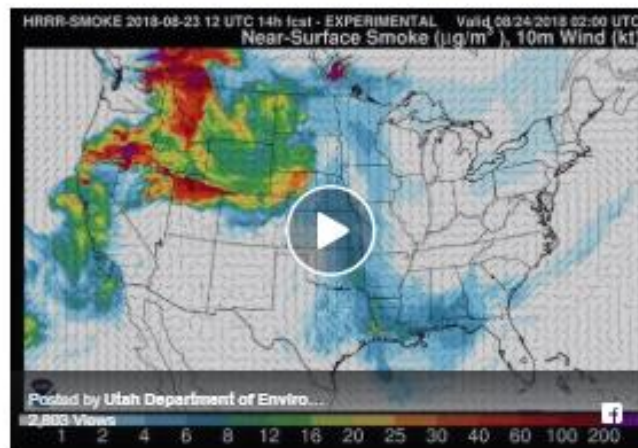 HRRR-SMOKE 2018-08-23 12 UTC 14h fcst - EXPERIMENTAL Valid 08/24/2018 02:00 UTC
Near-Surface Smoke (µg/m³), 10m Wind (kt)
Posted by Utah Department of Enviro...
2,803 Views
1 2 4 6 8 12 16 20 25 30 60 100 200